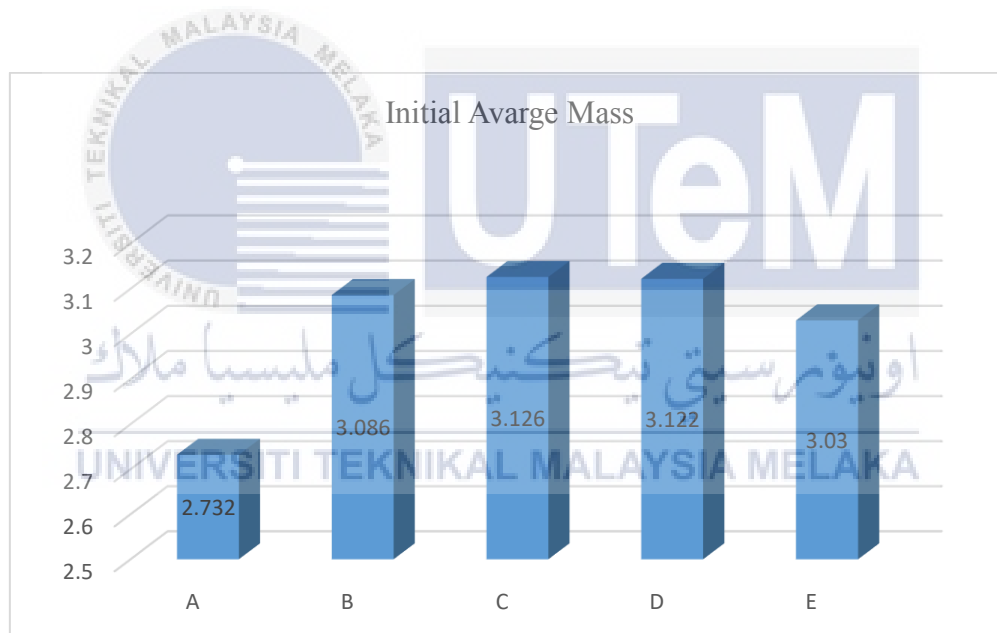 UNIVERSITI TEKNIKAL MALAYSIA MELAKA
UTeM
Initial Avarge Mass
3.2
3.1
3
2.9
2.8
2.7
2.6
2.5
2.732
3.086
3.126
3.122
3.03
اونيۏرسيتي تيكنيكل مليسيا ملاك
UNIVERSITI TEKNIKAL MALAYSIA MELAKA
A B C D E